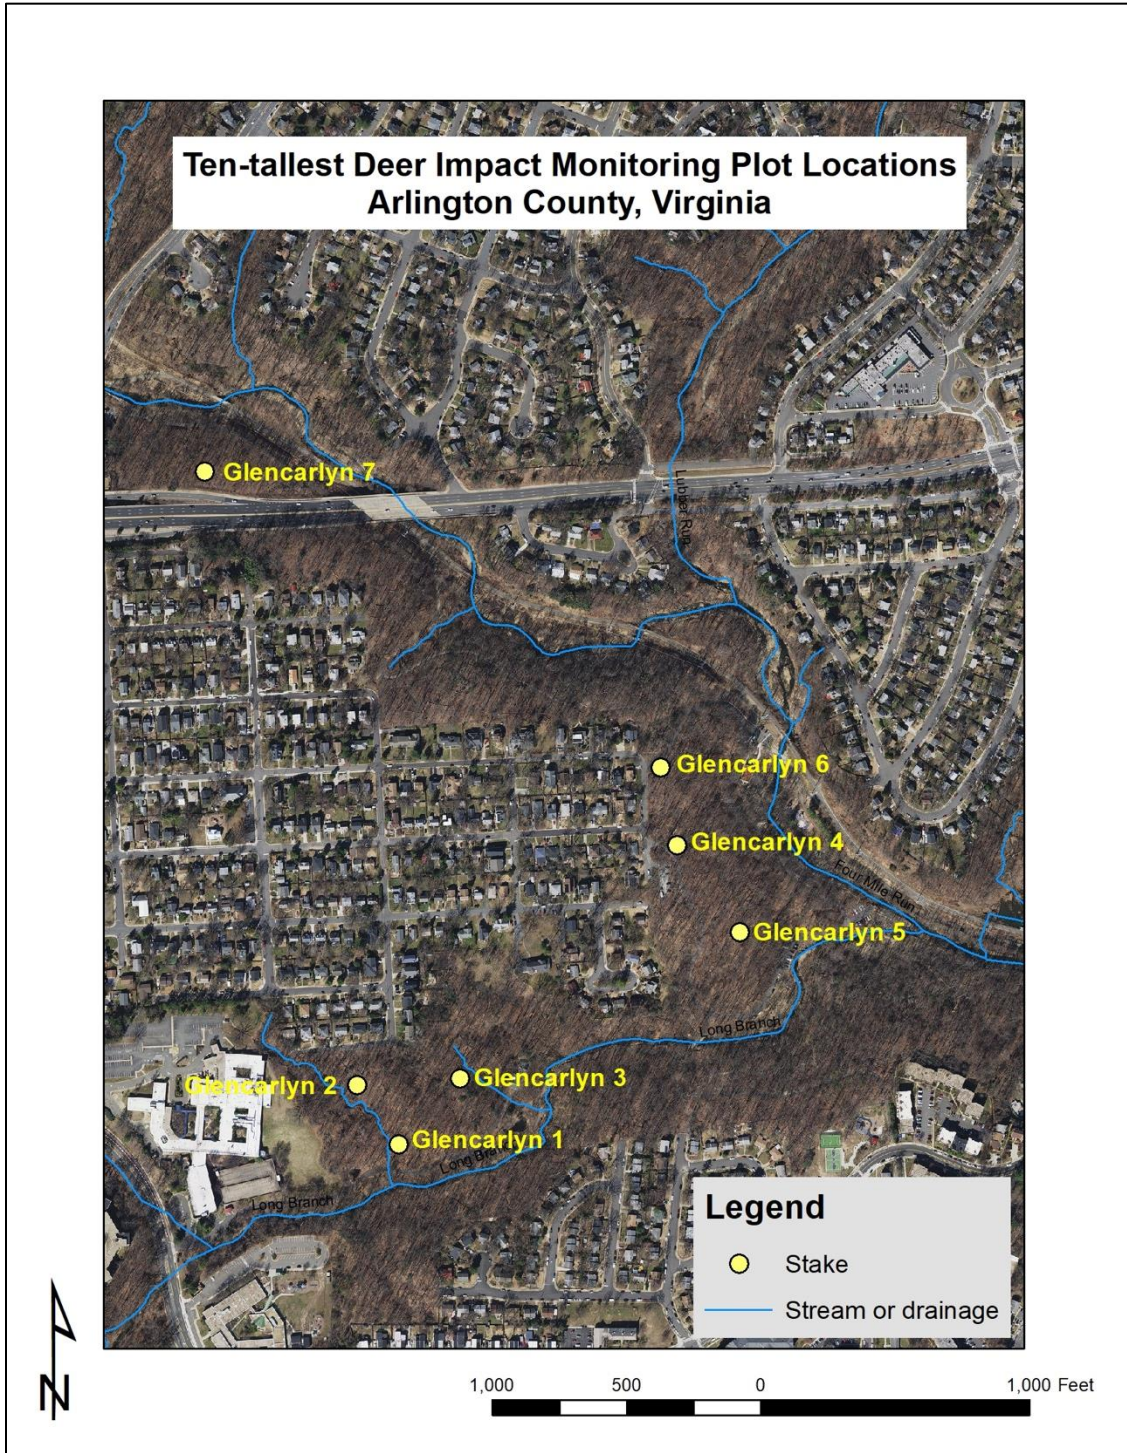 Ten-tallest Deer Impact Monitoring Plot Locations
Arlington County, Virginia
Glencarlyn 7
Lubber Run
Glencarlyn 6
Glencarlyn 4
Four Mile Run
Glencarlyn 5
Long Branch
Glencarlyn 3
Glencarlyn 2
Glencarlyn 1
Long Branch
Long Branch
Legend
Stake
Stream or drainage
N
1,000 500 0 1,000 Feet